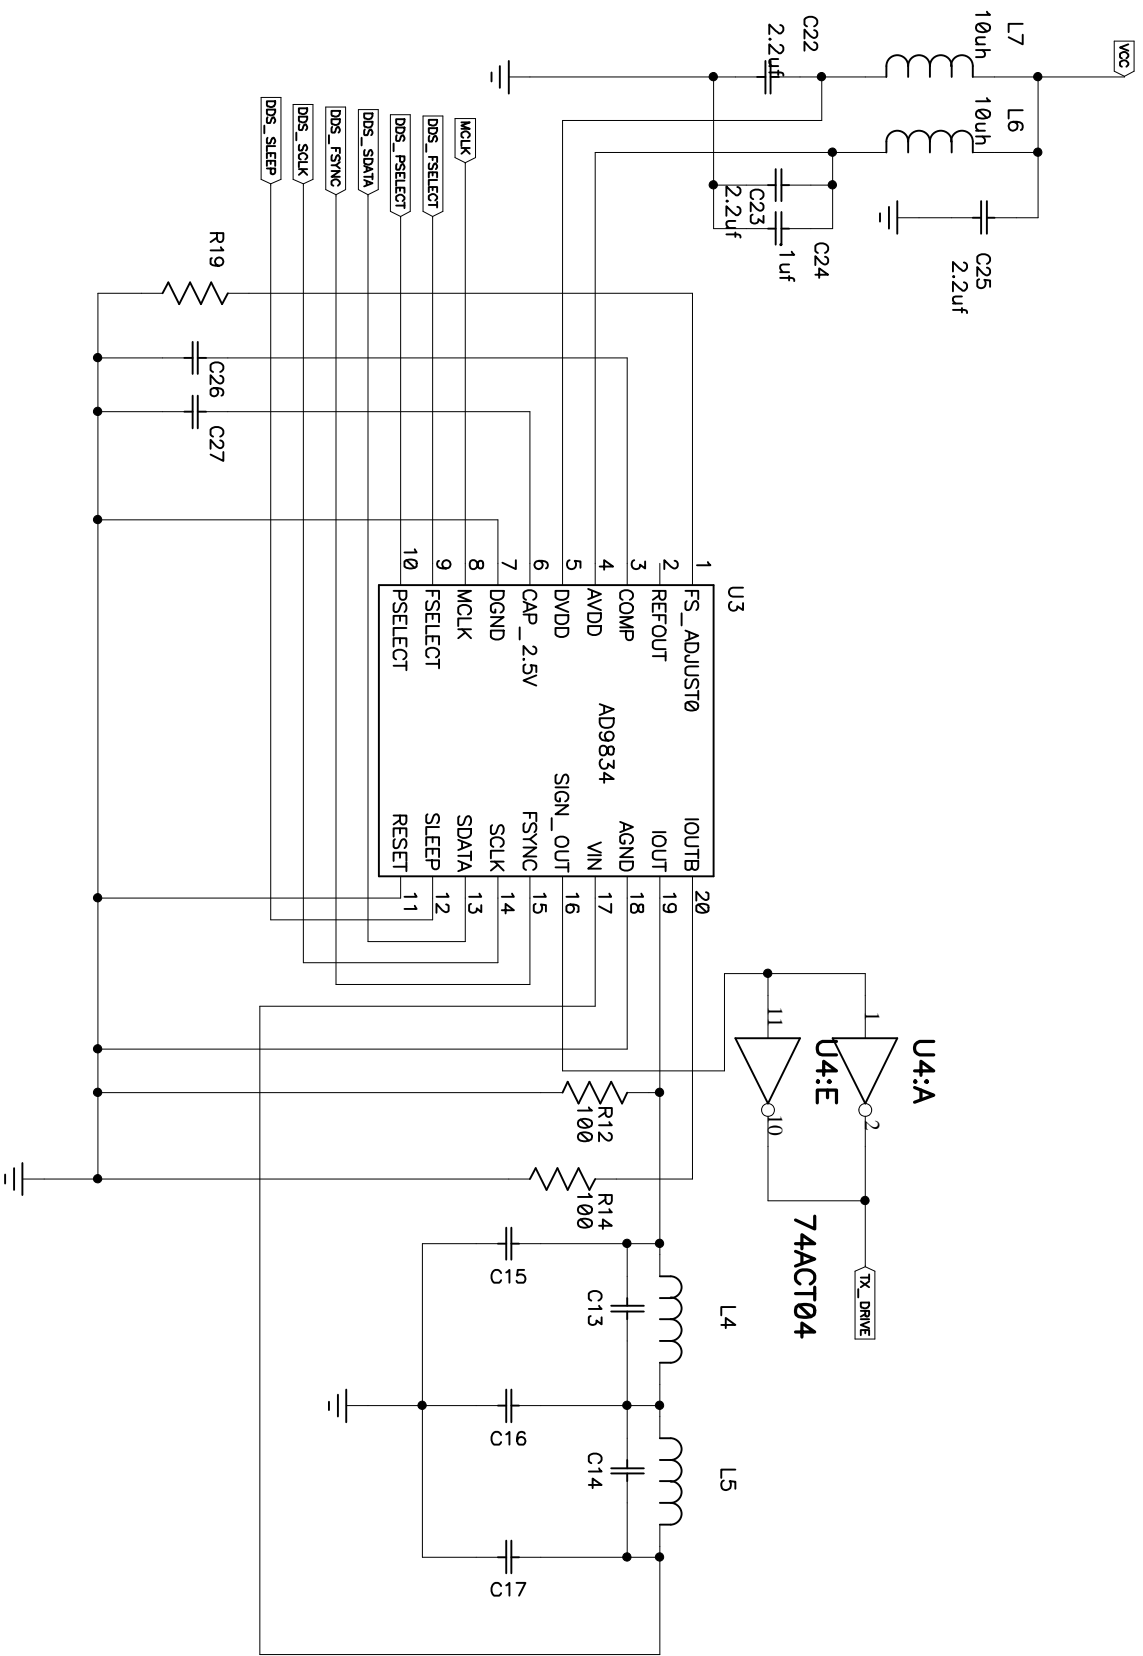 VCC
L7
10uh
L6
10uh
C22
2.2uf
C23
2.2uf
C24
.1uf
C25
2.2uf
MCLK
DDS_FSELECT
DDS_PSELECT
DDS_SDATA
DDS_FSYNC
DDS_SCLK
DDS_SLEEP
R19
C26
C27
U3
AD9834
1 FS_ADJUST0
2 REFOUT
3 COMP
4 AVDD
5 DVDD
6 CAP_2.5V
7 DGND
8 MCLK
9 FSELECT
10 PSELECT
IOUTB 20
IOUT 19
AGND 18
VIN 17
SIGN_OUT 16
FSYNC 15
SCLK 14
SDATA 13
SLEEP 12
RESET 11
U4:A
1
2
U4:E
11
10
74ACT04
TX_DRIVE
R12
100
R14
100
L4
L5
C13
C14
C15
C16
C17